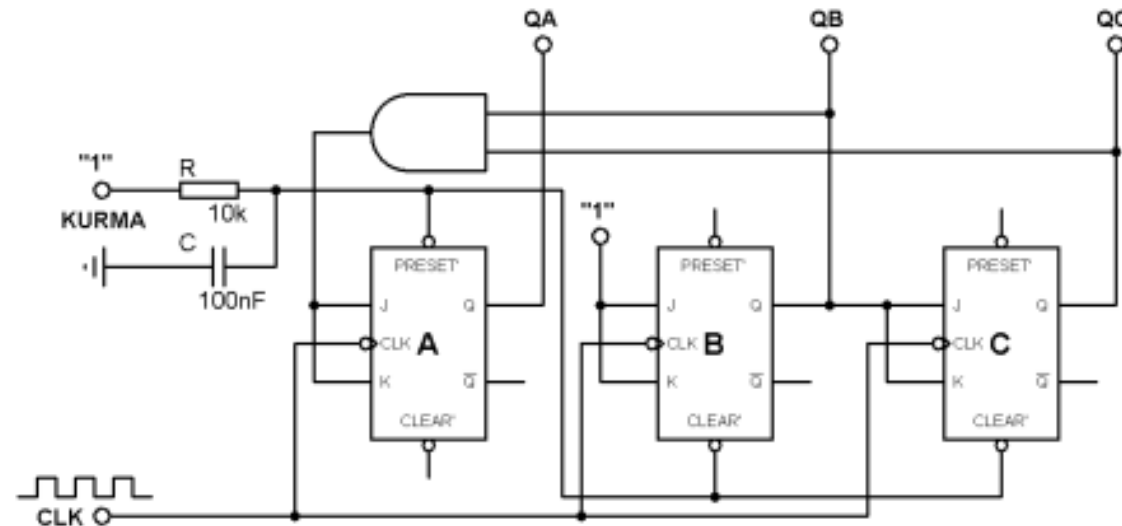 QA QB QC
"1" R
10k
KURMA
"1"
C
100nF
PRESET' PRESET' PRESET'
J Q J Q J Q
CLK A CLK B CLK C
K Q̅ K Q̅ K Q̅
CLEAR' CLEAR' CLEAR'
CLK